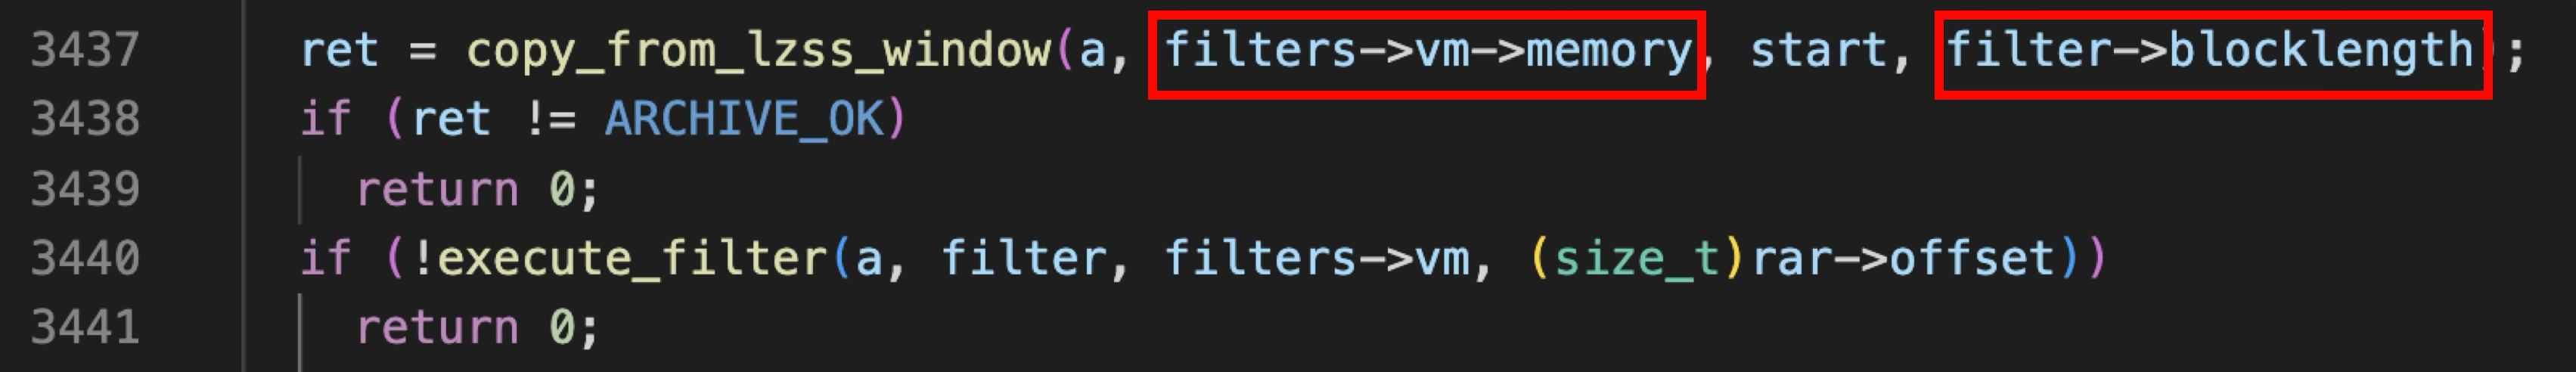 3437 ret = copy_from_lzss_window(a, filters->vm->memory, start, filter->blocklength);
3438 if (ret != ARCHIVE_OK)
3439 return 0;
3440 if (!execute_filter(a, filter, filters->vm, (size_t)rar->offset))
3441 return 0;